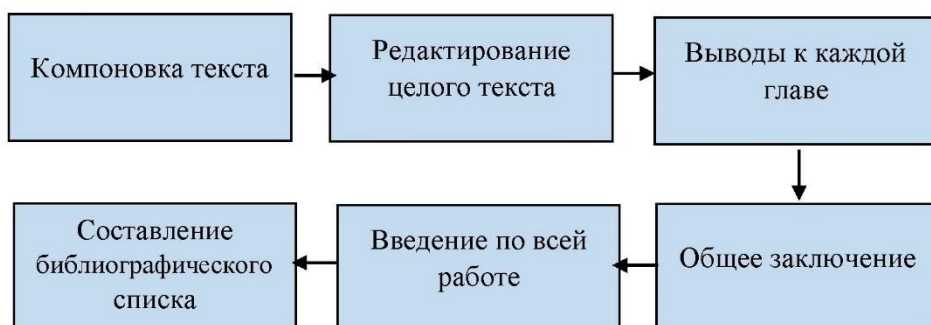 Компоновка текста
Редактирование
целого текста
Выводы к каждой
главе
Общее заключение
Введение по всей
работе
Составление
библиографического
списка